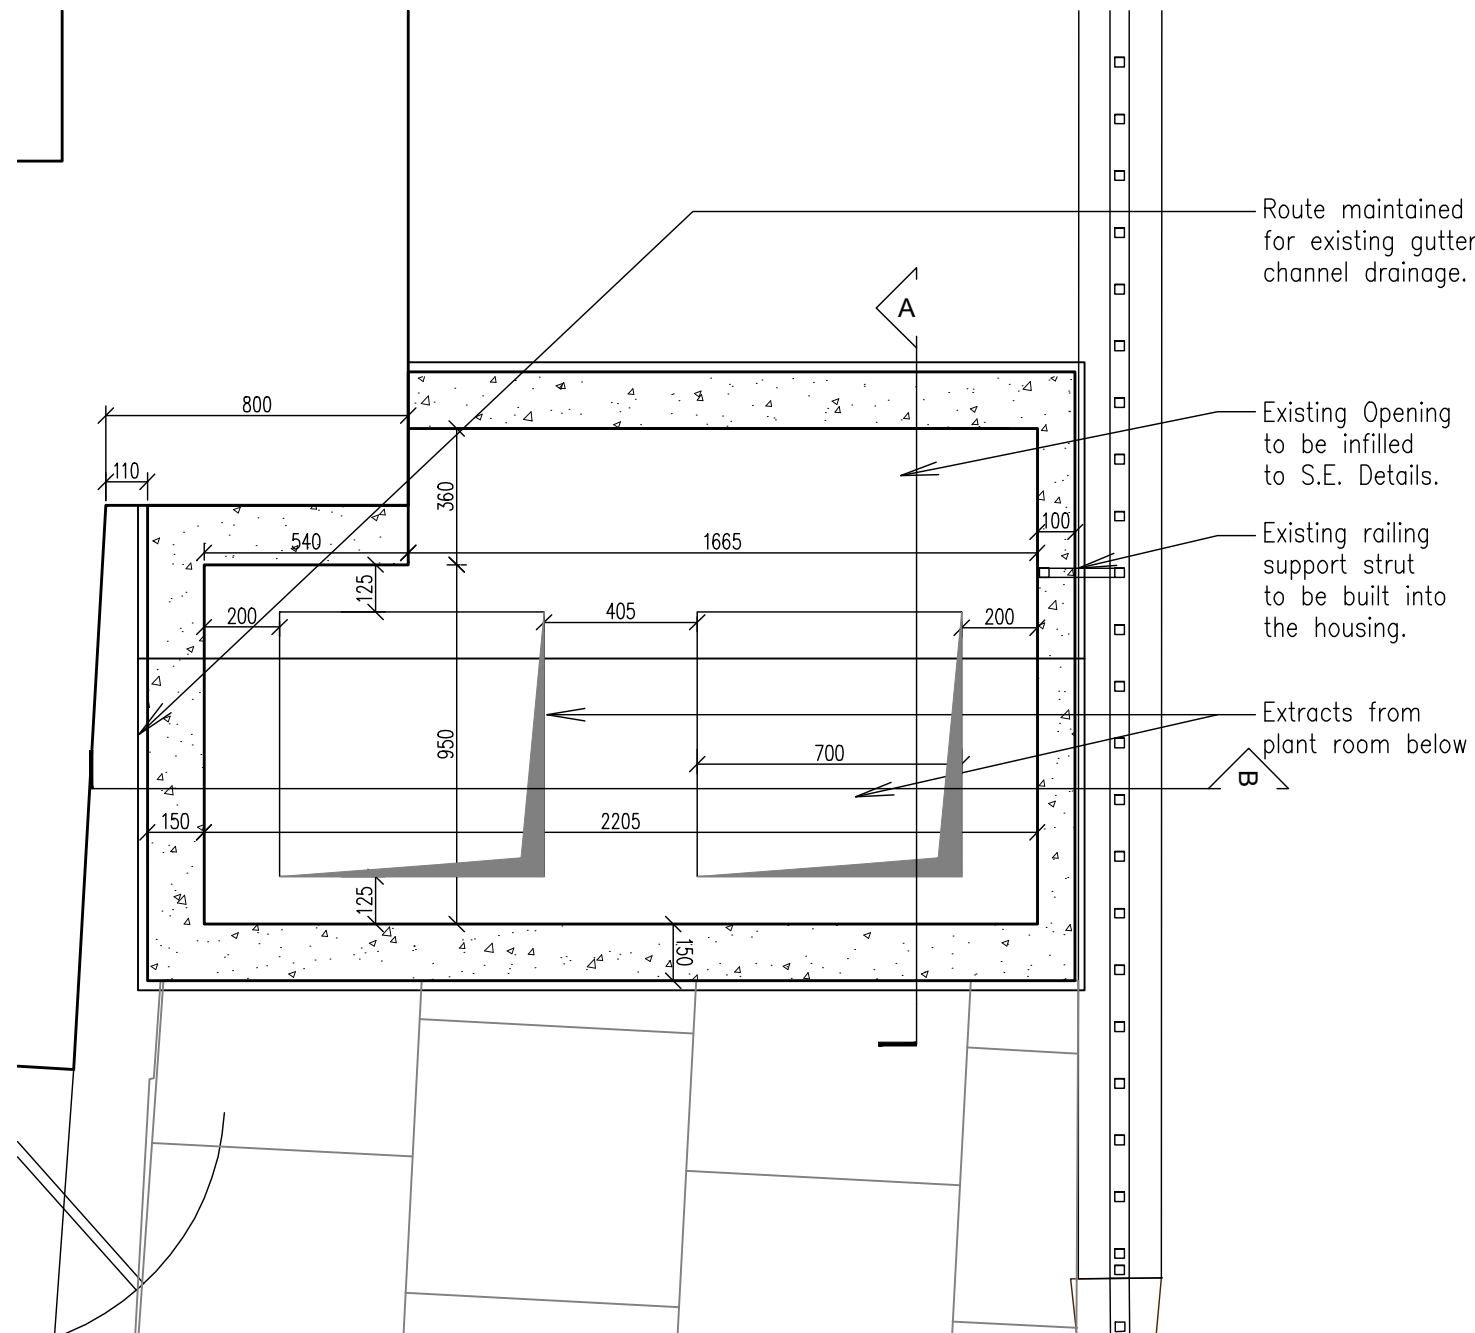 Route maintained
for existing gutter
channel drainage.
A
800
Existing Opening
to be infilled
to S.E. Details.
110
360
100
Existing railing
support strut
to be built into
the housing.
540
1665
125
200
405
200
Extracts from
plant room below
950
700
B
150
2205
125
150